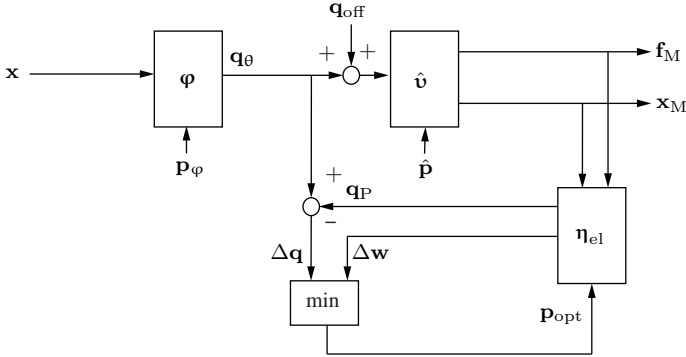 q_off
+ +
x
φ
q_θ
υ̂
f_M
x_M
p_φ
p̂
+
q_P
−
η_el
Δq
Δw
min
p_opt